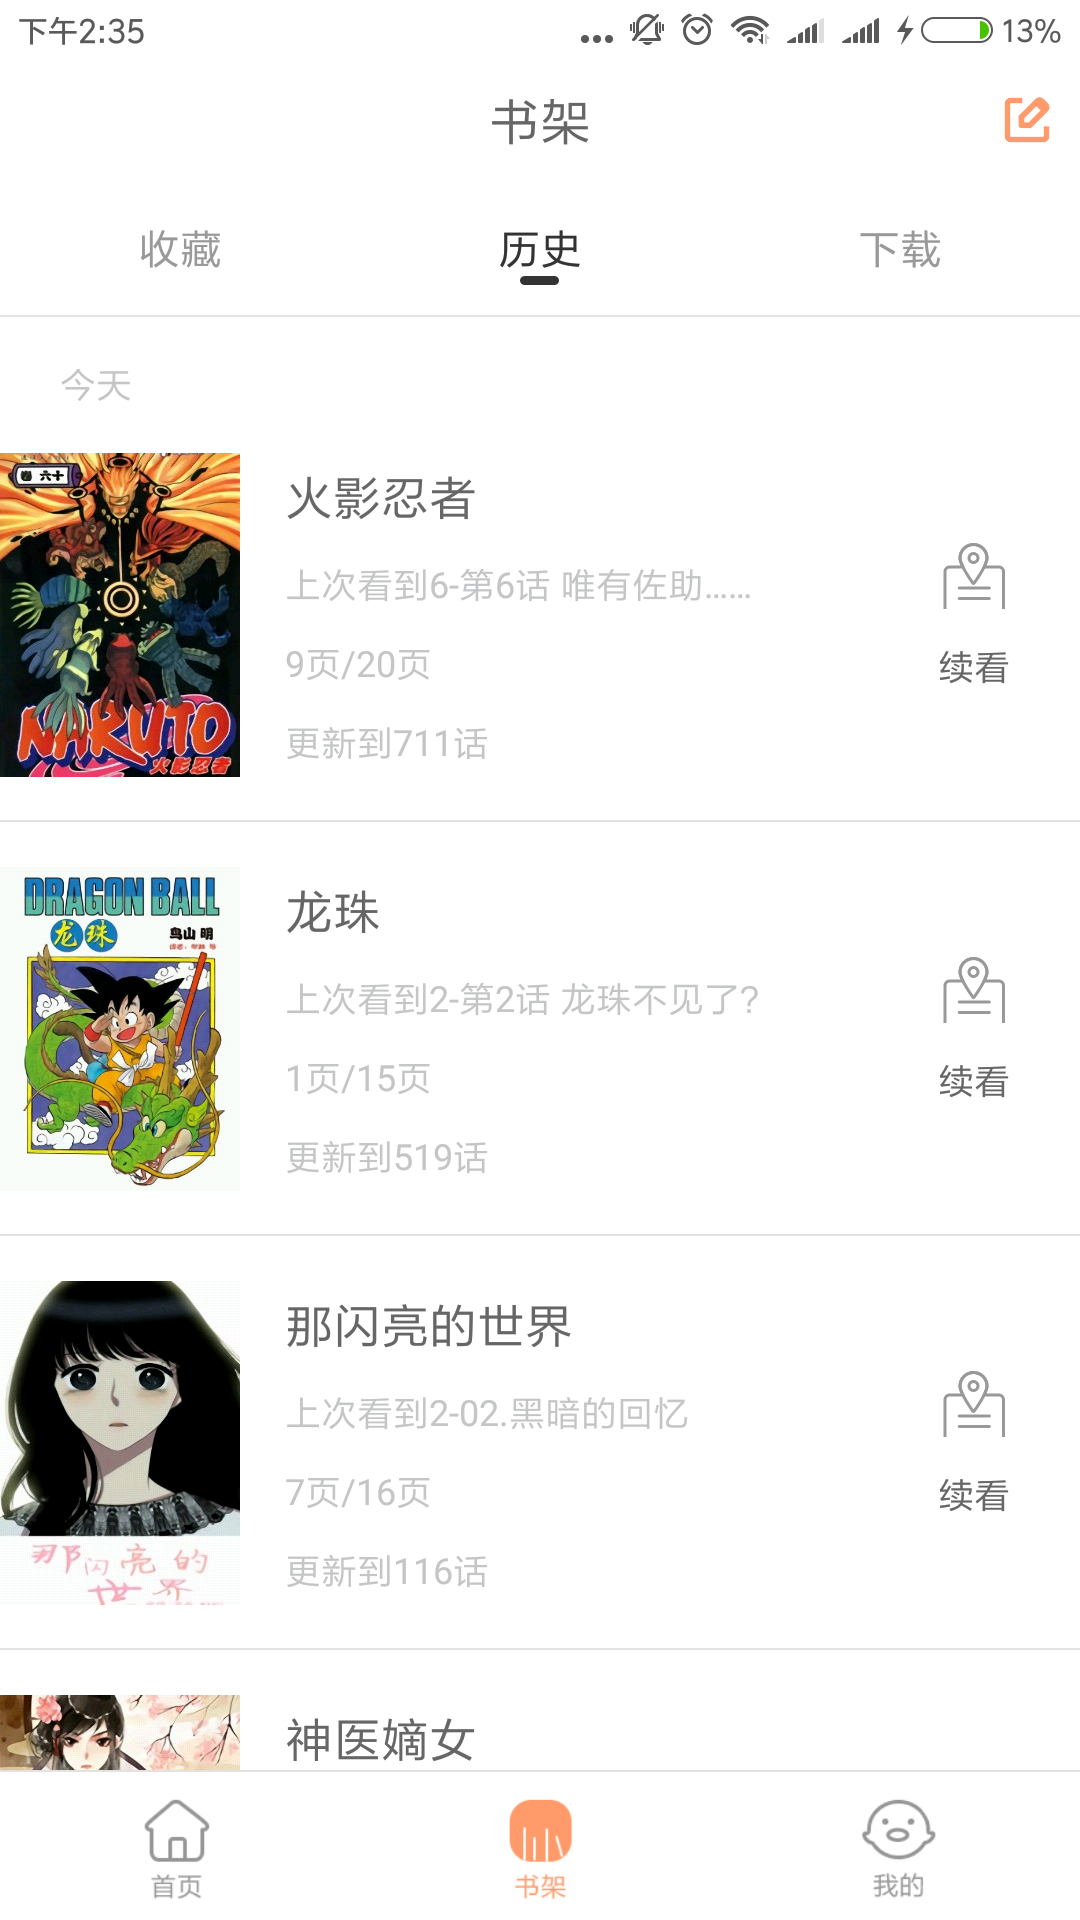 下午2:35
13%
书架
收藏
历史
下载
今天
卷 六十
NARUTO
火影忍者
火影忍者
上次看到6-第6话 唯有佐助……
9页/20页
更新到711话
续看
DRAGON BALL
龙珠
鸟山 明
龙珠
上次看到2-第2话 龙珠不见了?
1页/15页
更新到519话
续看
那闪亮的
世界
那闪亮的世界
上次看到2-02.黑暗的回忆
7页/16页
更新到116话
续看
神医嫡女
首页
书架
我的